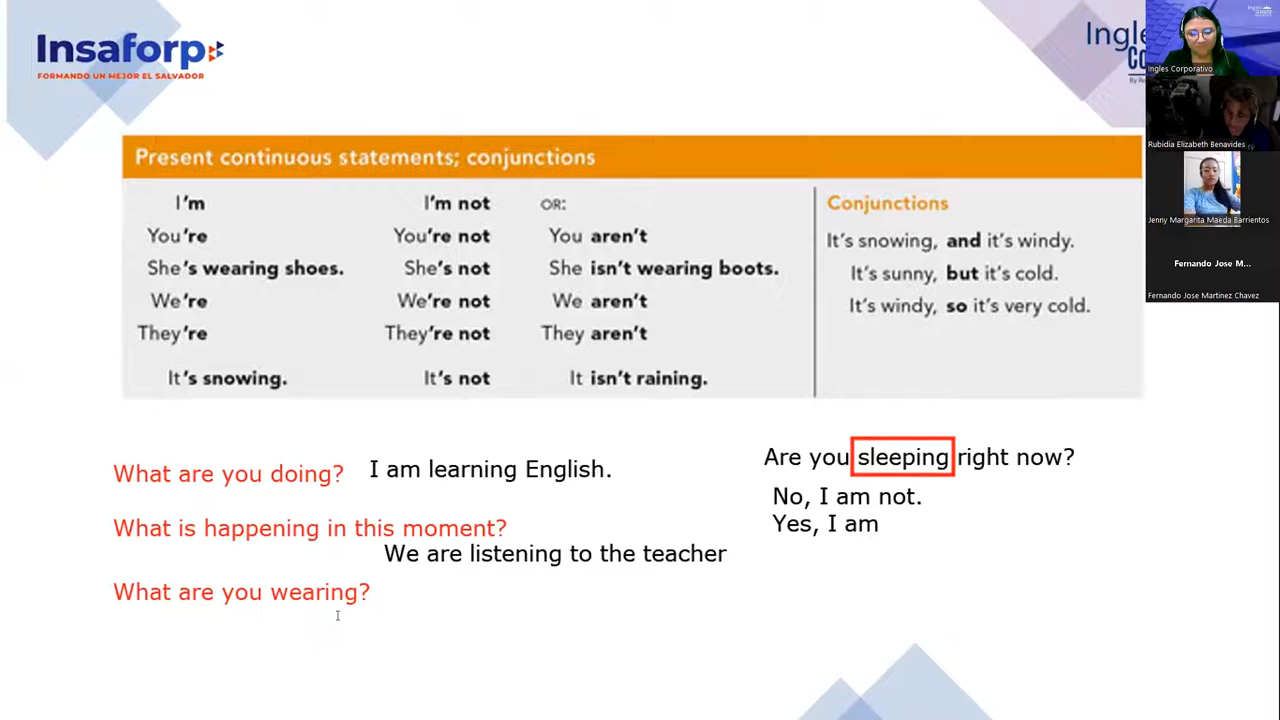 Insaforp
FORMANDO UN MEJOR EL SALVADOR
Ingl
Ingles Corporativo
Rubidia Elizabeth Benavides
Jenny Margarita Maeda Barrientos
Fernando Jose M...
Fernando Jose Martinez Chavez
Present continuous statements; conjunctions
I'm I'm not OR:
You're You're not You aren't
She's wearing shoes. She's not She isn't wearing boots.
We're We're not We aren't
They're They're not They aren't
It's snowing. It's not It isn't raining.
Conjunctions
It's snowing, and it's windy.
It's sunny, but it's cold.
It's windy, so it's very cold.
What are you doing? I am learning English.
What is happening in this moment?
We are listening to the teacher
What are you wearing?
Are you sleeping right now?
No, I am not.
Yes, I am